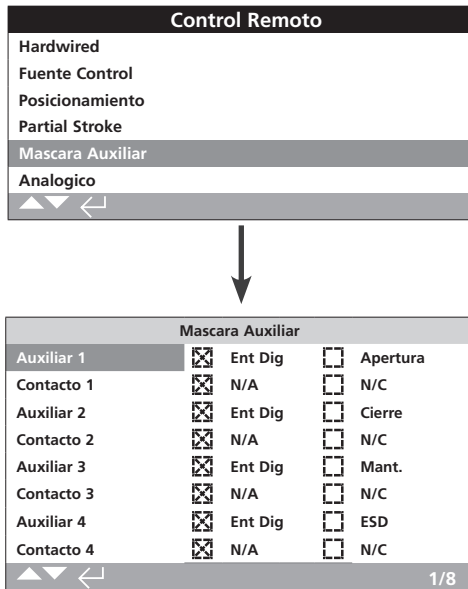 Control Remoto
Hardwired
Fuente Control
Posicionamiento
Partial Stroke
Mascara Auxiliar
Analogico
Mascara Auxiliar
Auxiliar 1 Ent Dig Apertura
Contacto 1 N/A N/C
Auxiliar 2 Ent Dig Cierre
Contacto 2 N/A N/C
Auxiliar 3 Ent Dig Mant.
Contacto 3 N/A N/C
Auxiliar 4 Ent Dig ESD
Contacto 4 N/A N/C
1/8